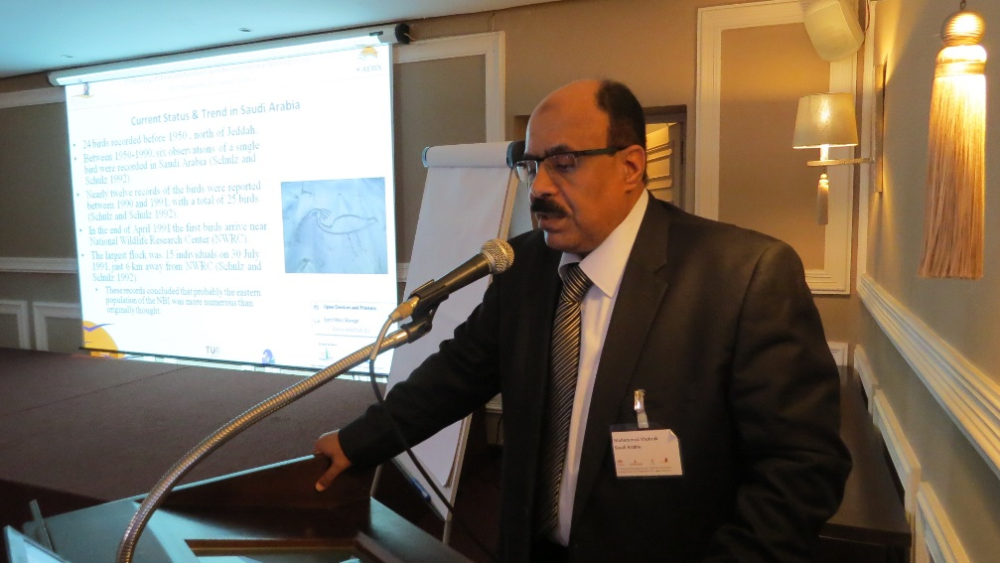 AEWA
Current Status & Trend in Saudi Arabia
• 24 birds recorded before 1950, north of Jeddah.
• Between 1950-1990, six observations of a single
bird were recorded in Saudi Arabia (Schulz and
Schulz 1992)
• Nearly twelve records of the birds were reported
between 1990 and 1991, with a total of 25 birds
(Schulz and Schulz 1992)
• In the end of April 1991 the first birds arrive near
National Wildlife Research Center (NWRC)
• The largest flock was 15 individuals on 30 July
1991, just 6 km away from NWRC (Schulz and
Schulz 1992)
• These records concluded that probably the eastern
population of the NBI was more numerous than
originally thought.
Open Devices and Printers
Mohammed Shobrak
Saudi Arabia